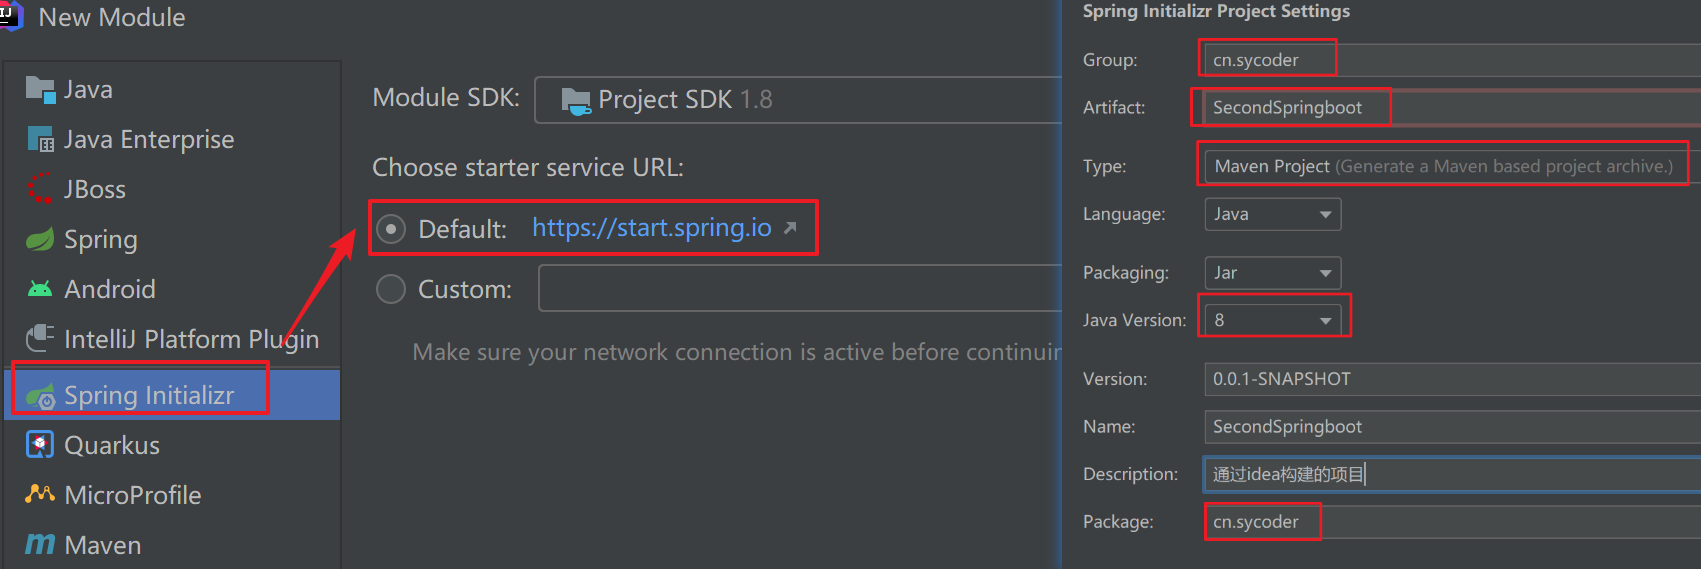 New Module
Java
Java Enterprise
JBoss
Spring
Android
IntelliJ Platform Plugin
Spring Initializr
Quarkus
MicroProfile
Maven
Module SDK: Project SDK 1.8
Choose starter service URL:
Default: https://start.spring.io
Custom:
Make sure your network connection is active before continuin
Spring Initializr Project Settings
Group: cn.sycoder
Artifact: SecondSpringboot
Type: Maven Project (Generate a Maven based project archive.)
Language: Java
Packaging: Jar
Java Version: 8
Version: 0.0.1-SNAPSHOT
Name: SecondSpringboot
Description: 通过idea构建的项目
Package: cn.sycoder